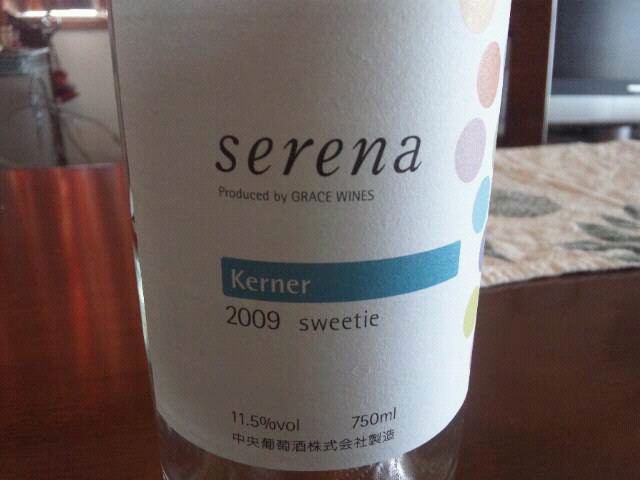 serena
Produced by GRACE WINES
Kerner
2009 sweetie
11.5%vol 750ml
中央葡萄酒株式会社製造